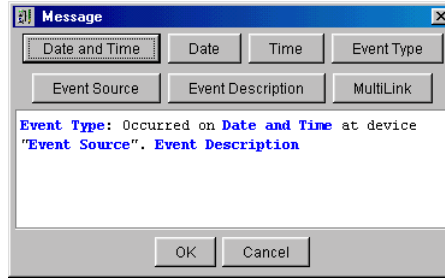 Message
Date and Time Date Time Event Type
Event Source Event Description MultiLink
Event Type: Occurred on Date and Time at device
"Event Source". Event Description
OK Cancel